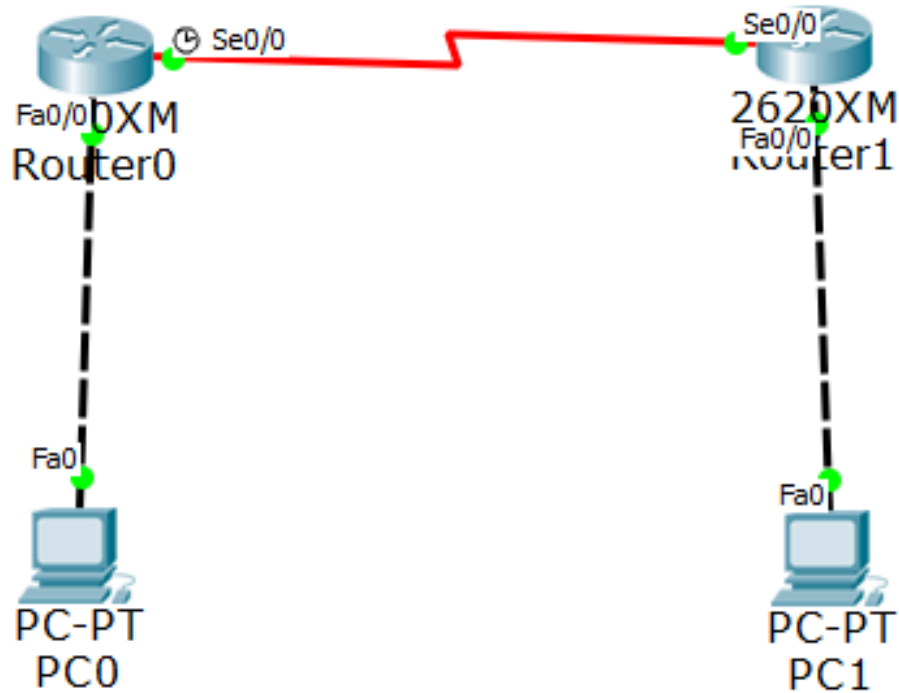 Se0/0
Se0/0
Fa0/0
0XM
2620XM
Router0
Fa0/0
Router1
Fa0
Fa0
PC-PT
PC0
PC-PT
PC1